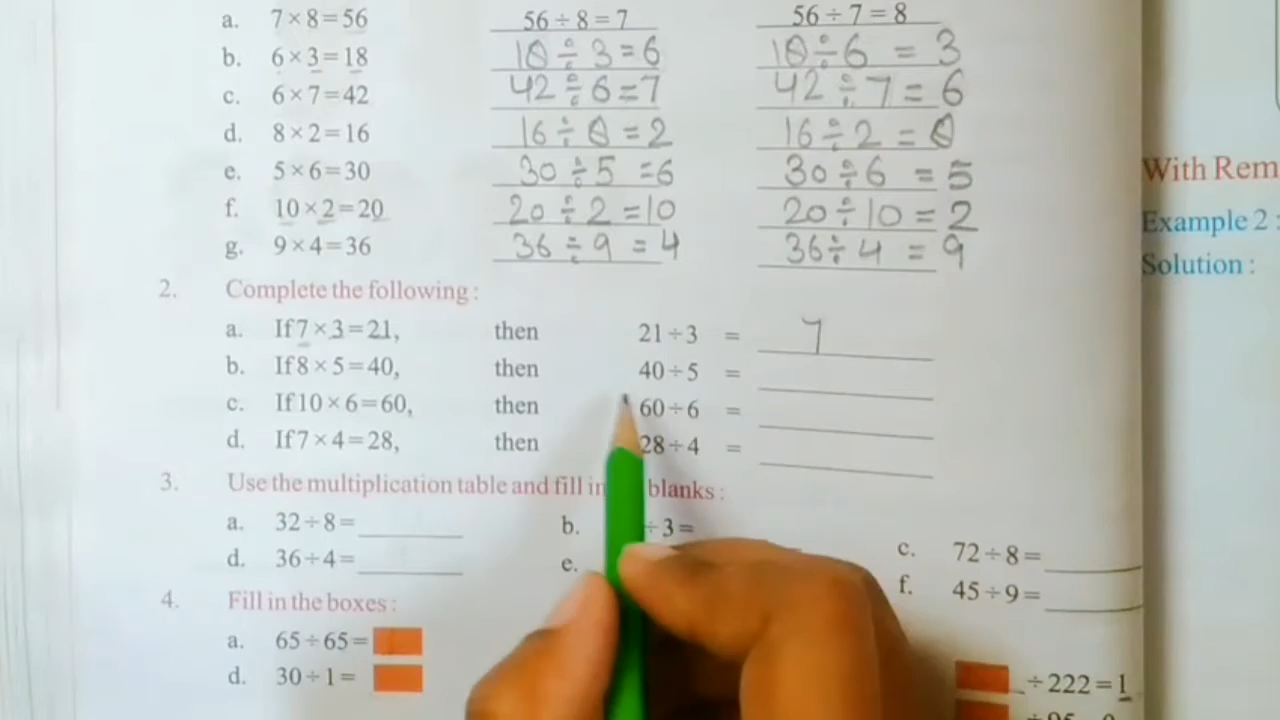 a. 7×8=56 56÷8=7 56÷7=8
b. 6×3=18 18÷3=6 18÷6=3
c. 6×7=42 42÷6=7 42÷7=6
d. 8×2=16 16÷8=2 16÷2=8
e. 5×6=30 30÷5=6 30÷6=5
f. 10×2=20 20÷2=10 20÷10=2
g. 9×4=36 36÷9=4 36÷4=9
2. Complete the following:
a. If 7×3=21, then 21÷3 = 7
b. If 8×5=40, then 40÷5 =
c. If 10×6=60, then 60÷6 =
d. If 7×4=28, then 28÷4 =
3. Use the multiplication table and fill in blanks:
a. 32÷8= b. ÷3= c. 72÷8=
d. 36÷4= e. f. 45÷9=
4. Fill in the boxes:
a. 65÷65=
d. 30÷1= ÷222=1
With Rem
Example 2:
Solution: